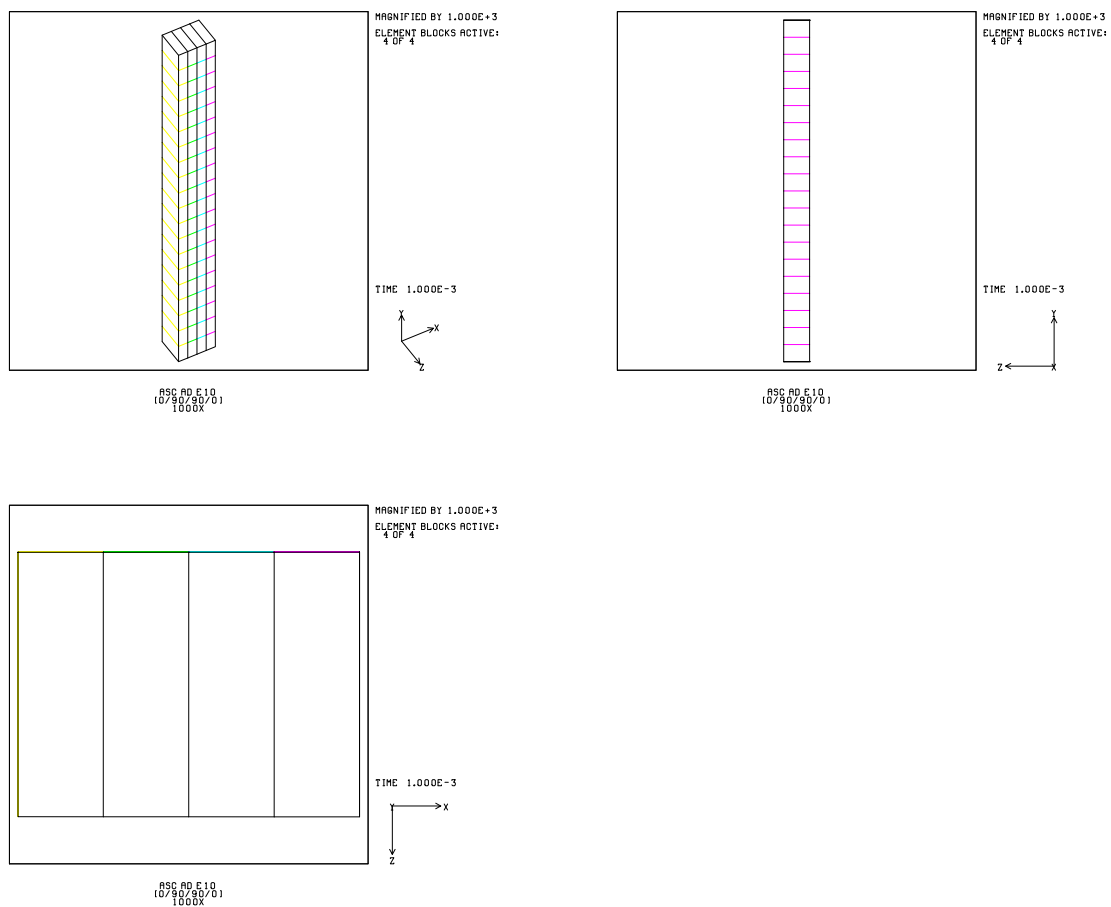 MAGNIFIED BY 1.000E+3
ELEMENT BLOCKS ACTIVE:
4 OF 4
TIME 1.000E-3
Y
X
Z
ASC AD E10
[0/90/90/0]
1000X
MAGNIFIED BY 1.000E+3
ELEMENT BLOCKS ACTIVE:
4 OF 4
TIME 1.000E-3
Y
Z
X
ASC AD E10
[0/90/90/0]
1000X
MAGNIFIED BY 1.000E+3
ELEMENT BLOCKS ACTIVE:
4 OF 4
TIME 1.000E-3
Y
X
Z
ASC AD E10
[0/90/90/0]
1000X